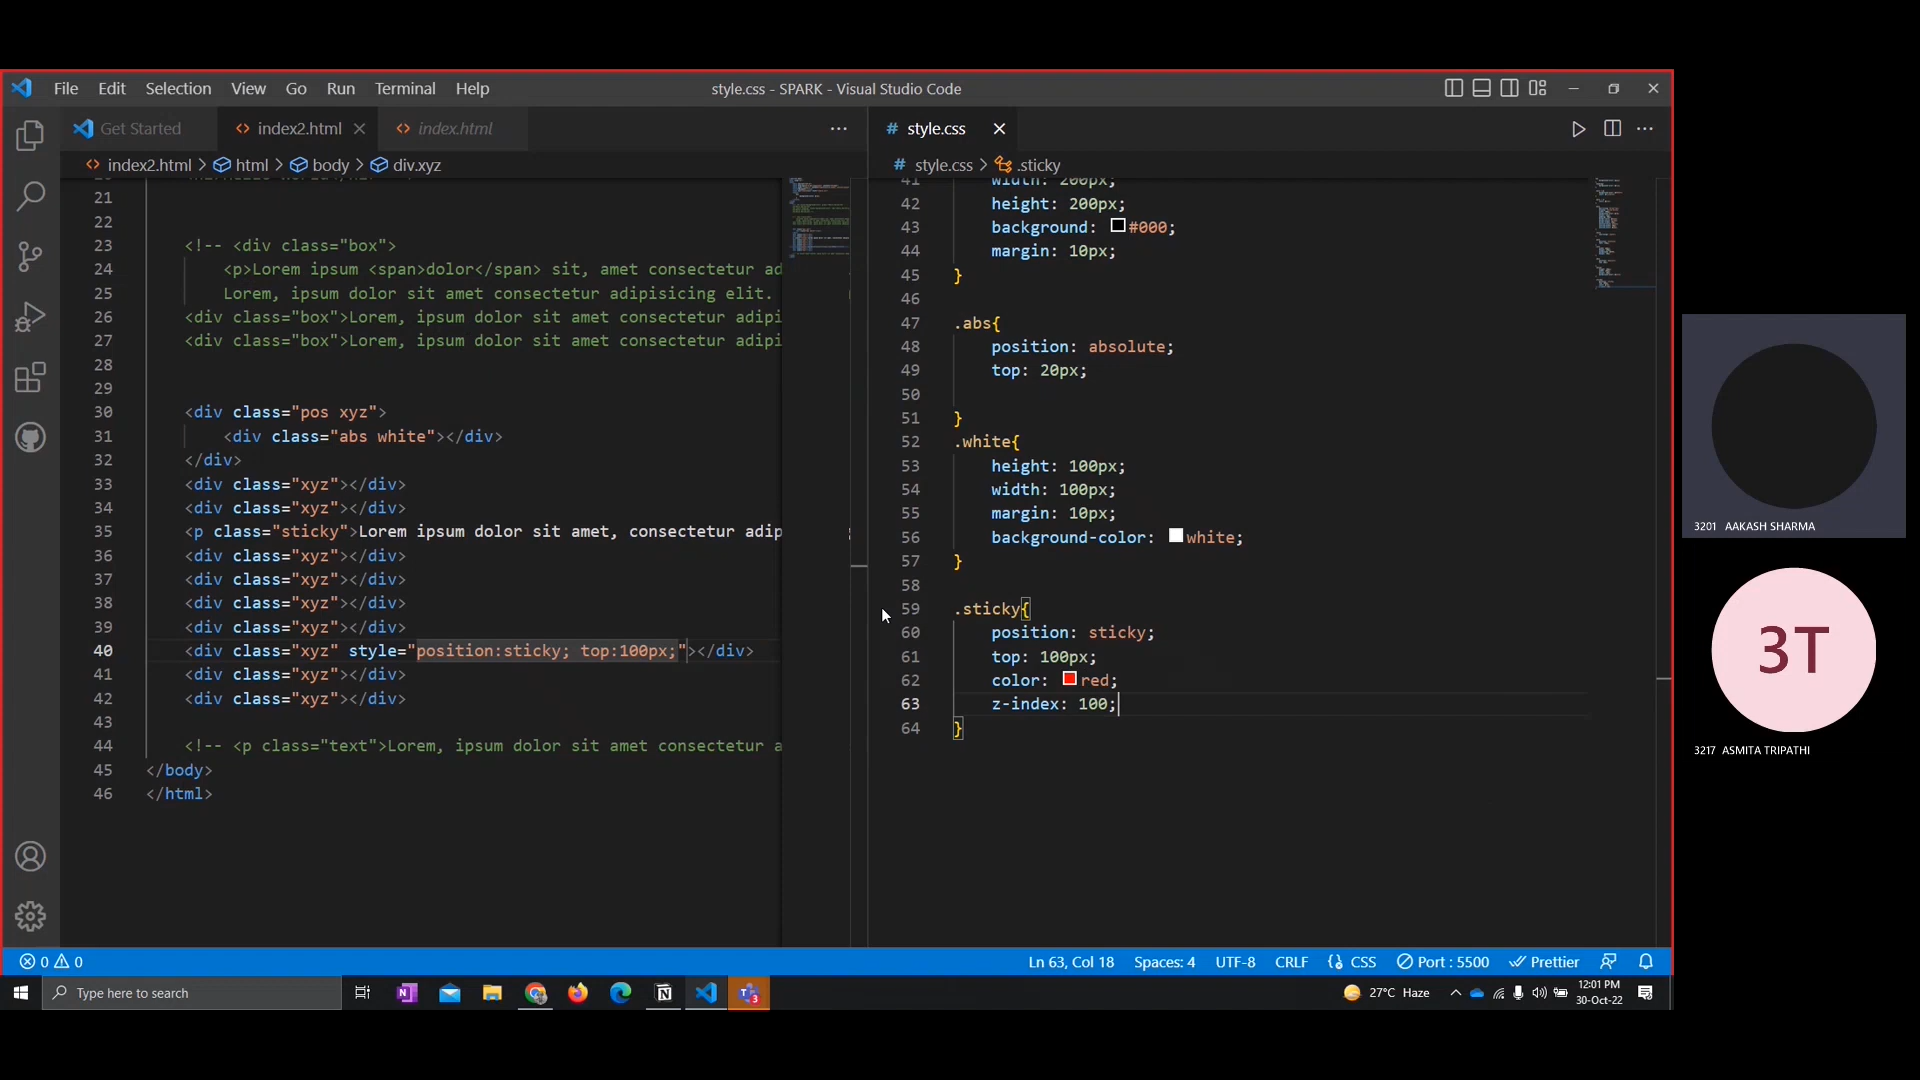 File Edit Selection View Go Run Terminal Help
style.css - SPARK - Visual Studio Code
Get Started
index2.html
index.html
···
# style.css
···
index2.html > html > body > div.xyz
# style.css > .sticky
21
22
23 <!-- <div class="box">
24 <p>Lorem ipsum <span>dolor</span> sit, amet consectetur ad
25 Lorem, ipsum dolor sit amet consectetur adipisicing elit.
26 <div class="box">Lorem, ipsum dolor sit amet consectetur adipi
27 <div class="box">Lorem, ipsum dolor sit amet consectetur adipi
28
29
30 <div class="pos xyz">
31 <div class="abs white"></div>
32 </div>
33 <div class="xyz"></div>
34 <div class="xyz"></div>
35 <p class="sticky">Lorem ipsum dolor sit amet, consectetur adip
36 <div class="xyz"></div>
37 <div class="xyz"></div>
38 <div class="xyz"></div>
39 <div class="xyz"></div>
40 <div class="xyz" style="position:sticky; top:100px;"></div>
41 <div class="xyz"></div>
42 <div class="xyz"></div>
43
44 <!-- <p class="text">Lorem, ipsum dolor sit amet consectetur a
45 </body>
46 </html>
41 width: 200px;
42 height: 200px;
43 background: #000;
44 margin: 10px;
45 }
46
47 .abs{
48 position: absolute;
49 top: 20px;
50
51 }
52 .white{
53 height: 100px;
54 width: 100px;
55 margin: 10px;
56 background-color: white;
57 }
58
59 .sticky{
60 position: sticky;
61 top: 100px;
62 color: red;
63 z-index: 100;
64 }
3201 AAKASH SHARMA
3T
3217 ASMITA TRIPATHI
0 0
Ln 63, Col 18 Spaces: 4 UTF-8 CRLF CSS Port : 5500 Prettier
Type here to search
27°C Haze
12:01 PM
30-Oct-22